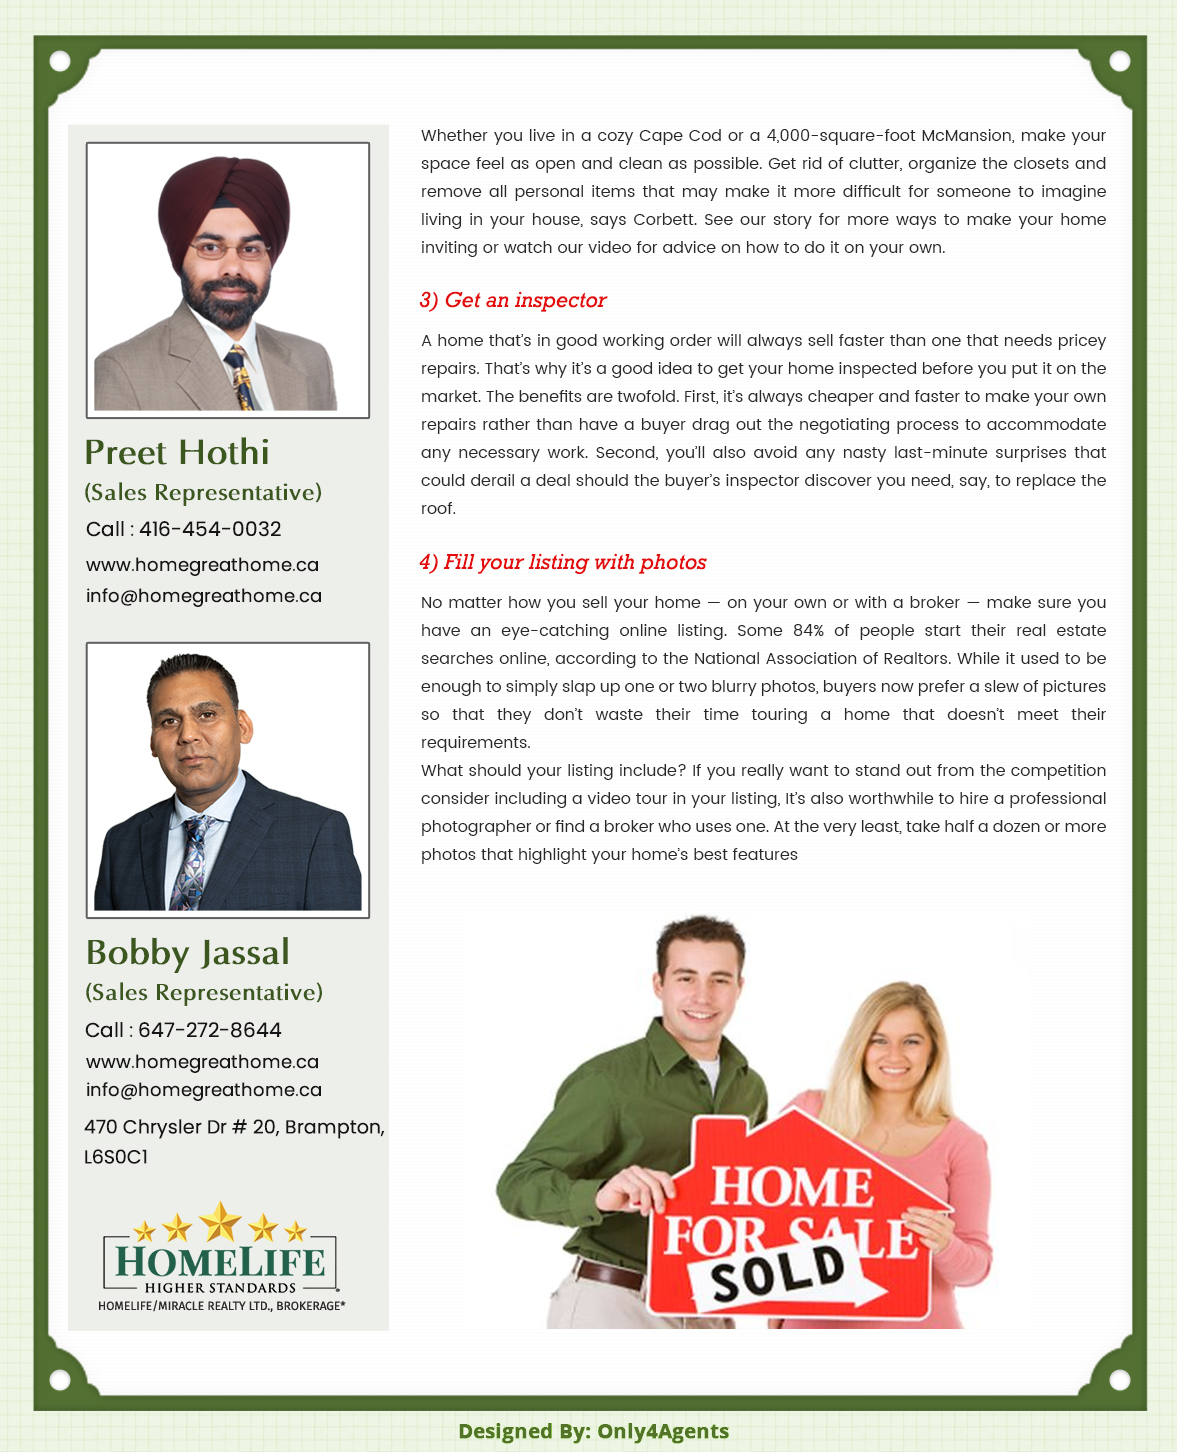 Preet Hothi
(Sales Representative)
Call : 416-454-0032
www.homegreathome.ca
info@homegreathome.ca
Bobby Jassal
(Sales Representative)
Call : 647-272-8644
www.homegreathome.ca
info@homegreathome.ca
470 Chrysler Dr # 20, Brampton,
L6S0C1
HOMELIFE
HIGHER STANDARDS
HOMELIFE/MIRACLE REALTY LTD., BROKERAGE*
Whether you live in a cozy Cape Cod or a 4,000-square-foot McMansion, make your
space feel as open and clean as possible. Get rid of clutter, organize the closets and
remove all personal items that may make it more difficult for someone to imagine
living in your house, says Corbett. See our story for more ways to make your home
inviting or watch our video for advice on how to do it on your own.
3) Get an inspector
A home that's in good working order will always sell faster than one that needs pricey
repairs. That's why it's a good idea to get your home inspected before you put it on the
market. The benefits are twofold. First, it's always cheaper and faster to make your own
repairs rather than have a buyer drag out the negotiating process to accommodate
any necessary work. Second, you'll also avoid any nasty last-minute surprises that
could derail a deal should the buyer's inspector discover you need, say, to replace the
roof.
4) Fill your listing with photos
No matter how you sell your home — on your own or with a broker — make sure you
have an eye-catching online listing. Some 84% of people start their real estate
searches online, according to the National Association of Realtors. While it used to be
enough to simply slap up one or two blurry photos, buyers now prefer a slew of pictures
so that they don't waste their time touring a home that doesn't meet their
requirements.
What should your listing include? If you really want to stand out from the competition
consider including a video tour in your listing, It's also worthwhile to hire a professional
photographer or find a broker who uses one. At the very least, take half a dozen or more
photos that highlight your home's best features
HOME
FOR SALE
SOLD
Designed By: Only4Agents